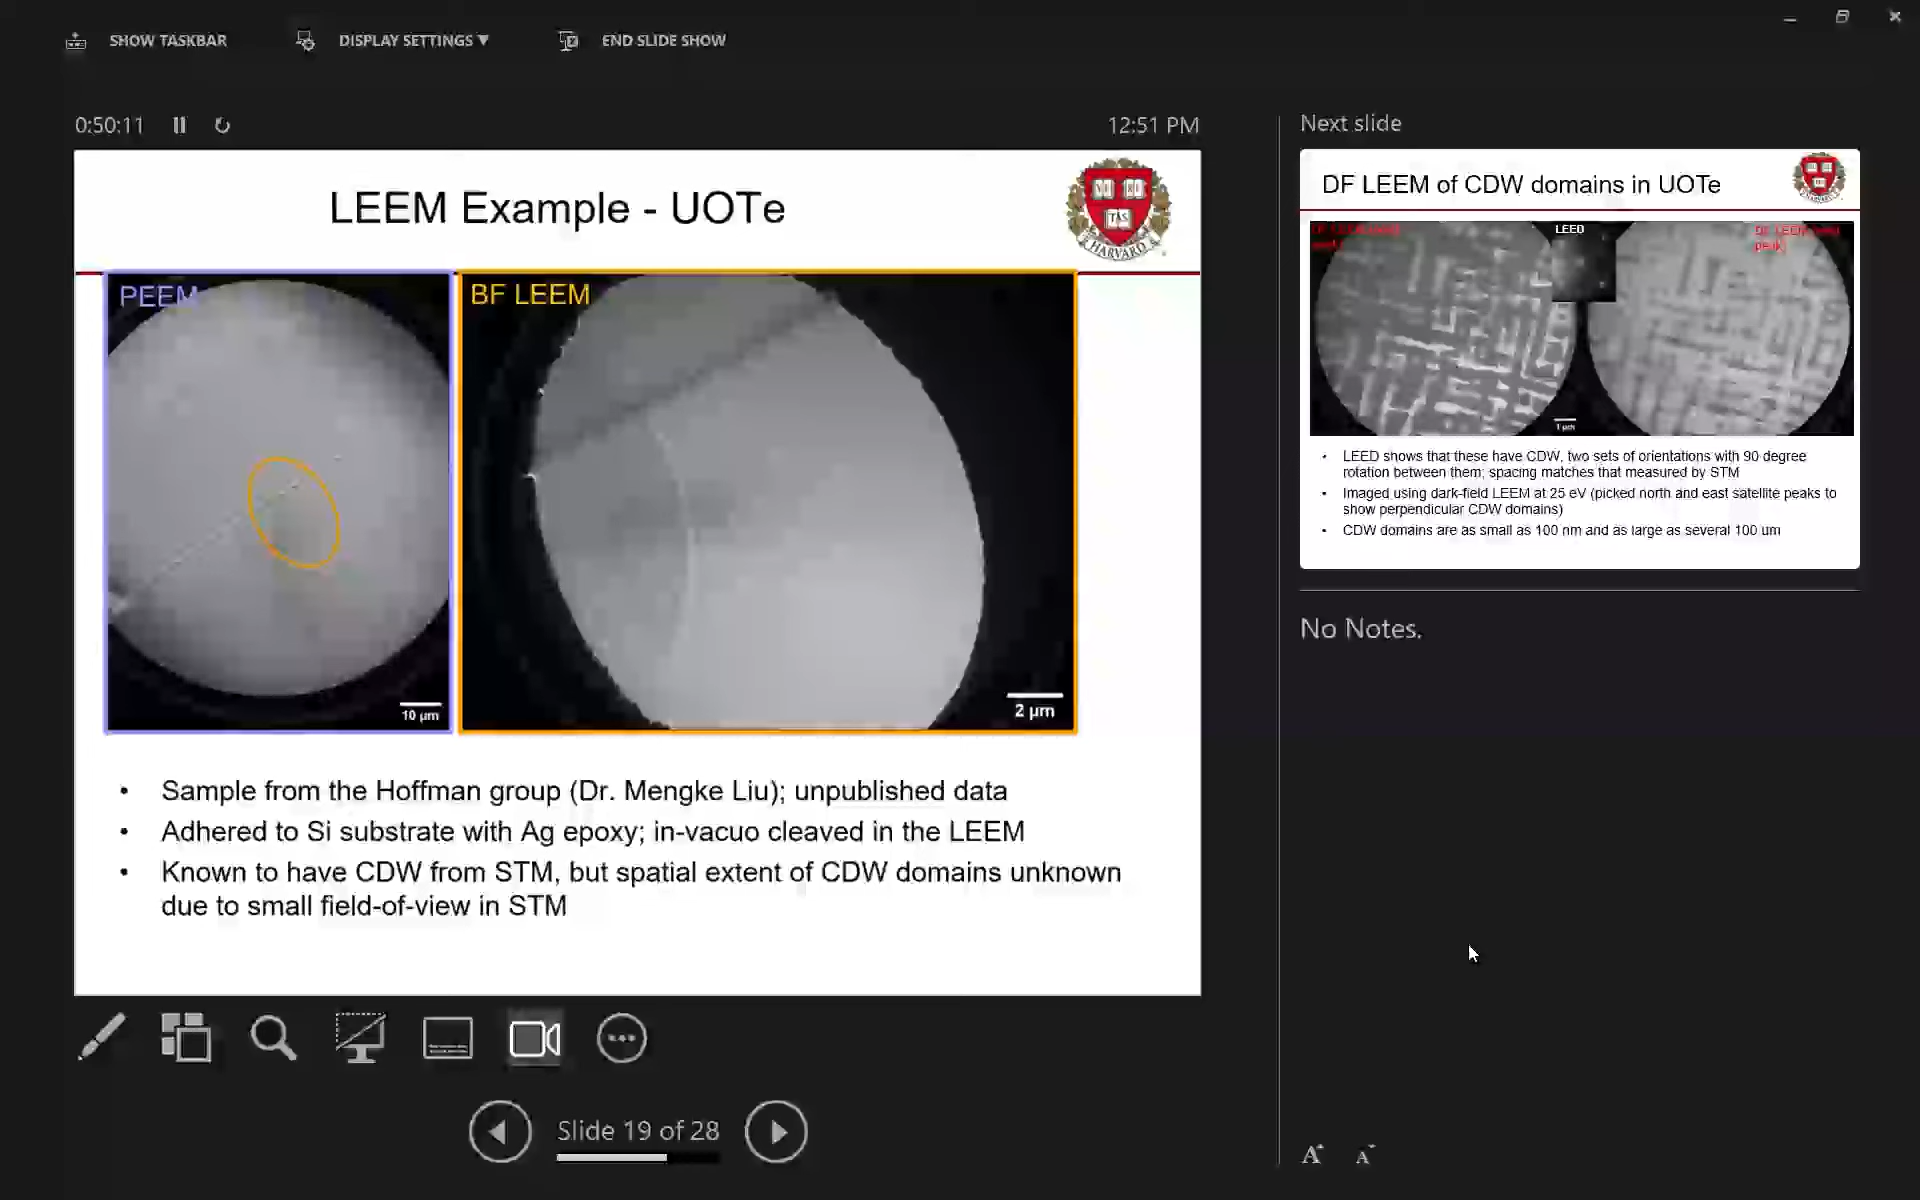 SHOW TASKBAR
DISPLAY SETTINGS ▼
END SLIDE SHOW
0:50:11
12:51 PM
LEEM Example - UOTe
VE RI
TAS
HARVARD
PEEM
10 µm
BF LEEM
2 µm
• Sample from the Hoffman group (Dr. Mengke Liu); unpublished data
• Adhered to Si substrate with Ag epoxy; in-vacuo cleaved in the LEEM
• Known to have CDW from STM, but spatial extent of CDW domains unknown
due to small field-of-view in STM
Slide 19 of 28
Next slide
DF LEEM of CDW domains in UOTe
LEED
peak)
1 µm
• LEED shows that these have CDW, two sets of orientations with 90 degree
rotation between them; spacing matches that measured by STM
• Imaged using dark-field LEEM at 25 eV (picked north and east satellite peaks to
show perpendicular CDW domains)
• CDW domains are as small as 100 nm and as large as several 100 um
No Notes.
A A